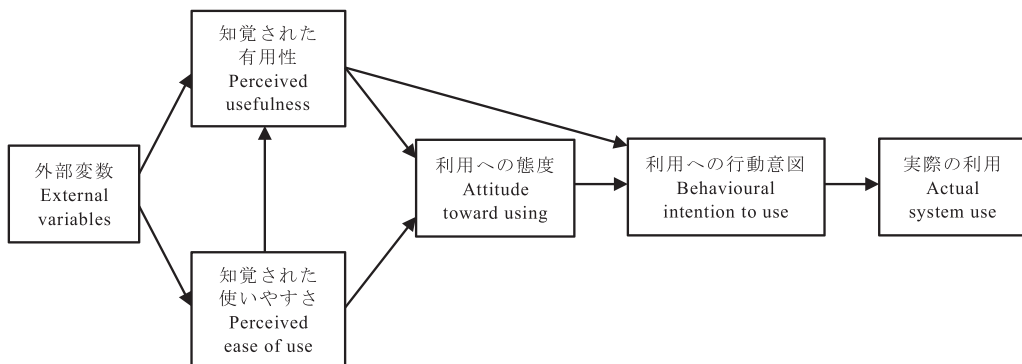 知覚された
有用性
Perceived
usefulness
外部変数
External
variables
利用への態度
Attitude
toward using
利用への行動意図
Behavioural
intention to use
実際の利用
Actual
system use
知覚された
使いやすさ
Perceived
ease of use